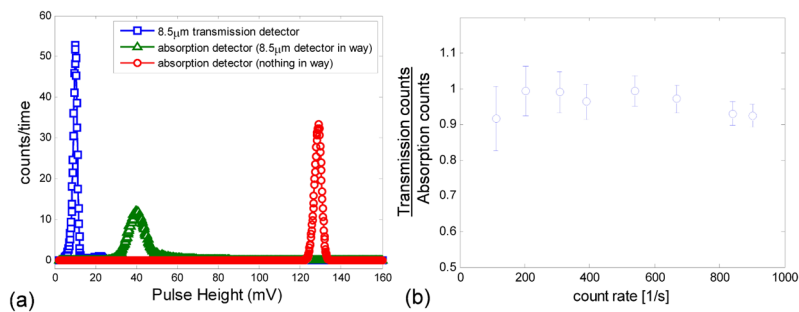 60
50
40
30
20
10
0
counts/time
8.5μm transmission detector
absorption detector (8.5μm detector in way)
absorption detector (nothing in way)
0 20 40 60 80 100 120 140 160
Pulse Height (mV)
(a)
1.1
1
0.9
0.8
0.7
0.6
0.5
Transmission counts
Absorption counts
0 200 400 600 800 1000
count rate [1/s]
(b)